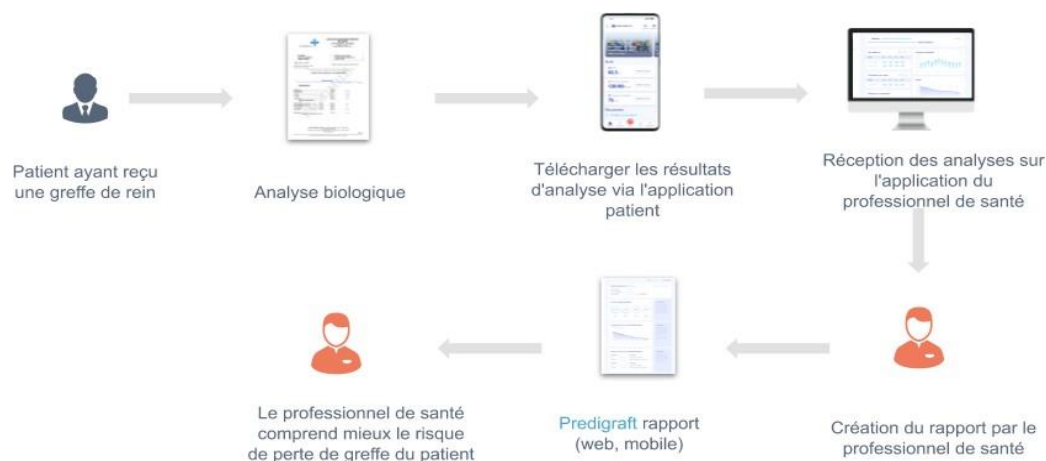 Patient ayant reçu
une greffe de rein
Analyse biologique
Télécharger les résultats
d'analyse via l'application
patient
Réception des analyses sur
l'application du
professionnel de santé
Création du rapport par le
professionnel de santé
Predigraft rapport
(web, mobile)
Le professionnel de santé
comprend mieux le risque
de perte de greffe du patient